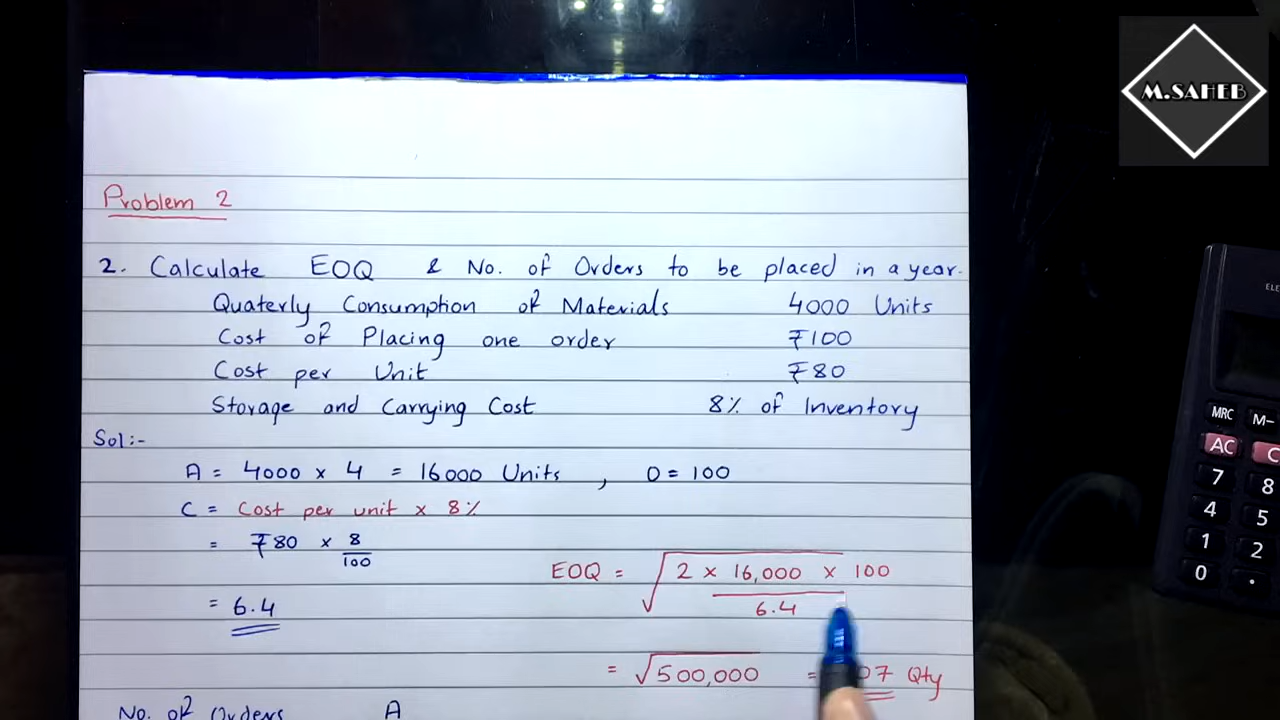 M.SAHEB
Problem 2
2. Calculate EOQ & No. of Orders to be placed in a year.
Quaterly Consumption of Materials 4000 Units
Cost of Placing one order ₹100
Cost per Unit ₹80
Storage and Carrying Cost 8% of Inventory
Sol:-
A = 4000 × 4 = 16000 Units , O = 100
C = Cost per unit × 8%
= ₹80 × 8/100
= 6.4
EOQ = √2 × 16,000 × 100
6.4
= √500,000 = 07 Qty
No. of Orders A
MRC M-
AC C
7 8
4 5
1 2
0 .